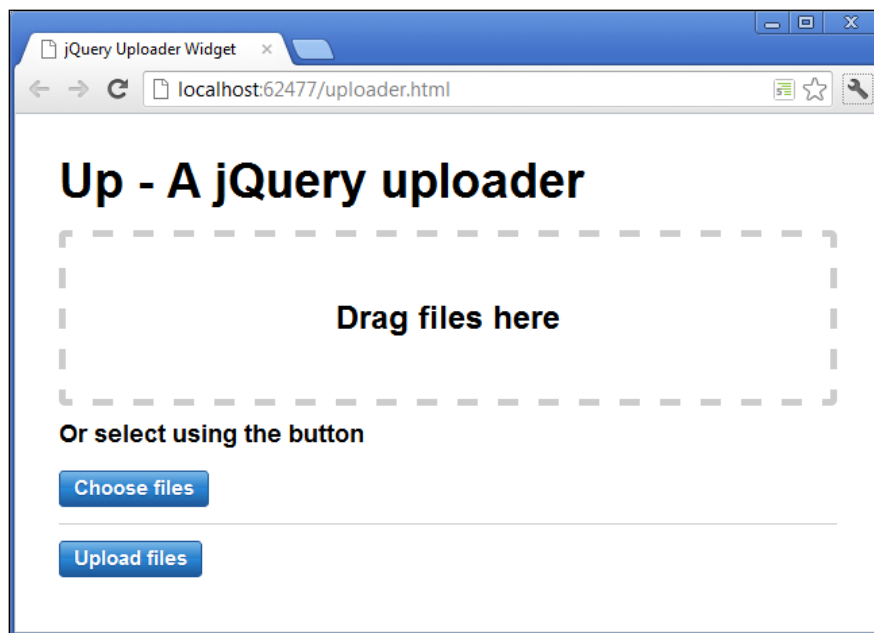 jQuery Uploader Widget
localhost:62477/uploader.html
Up - A jQuery uploader
Drag files here
Or select using the button
Choose files
Upload files